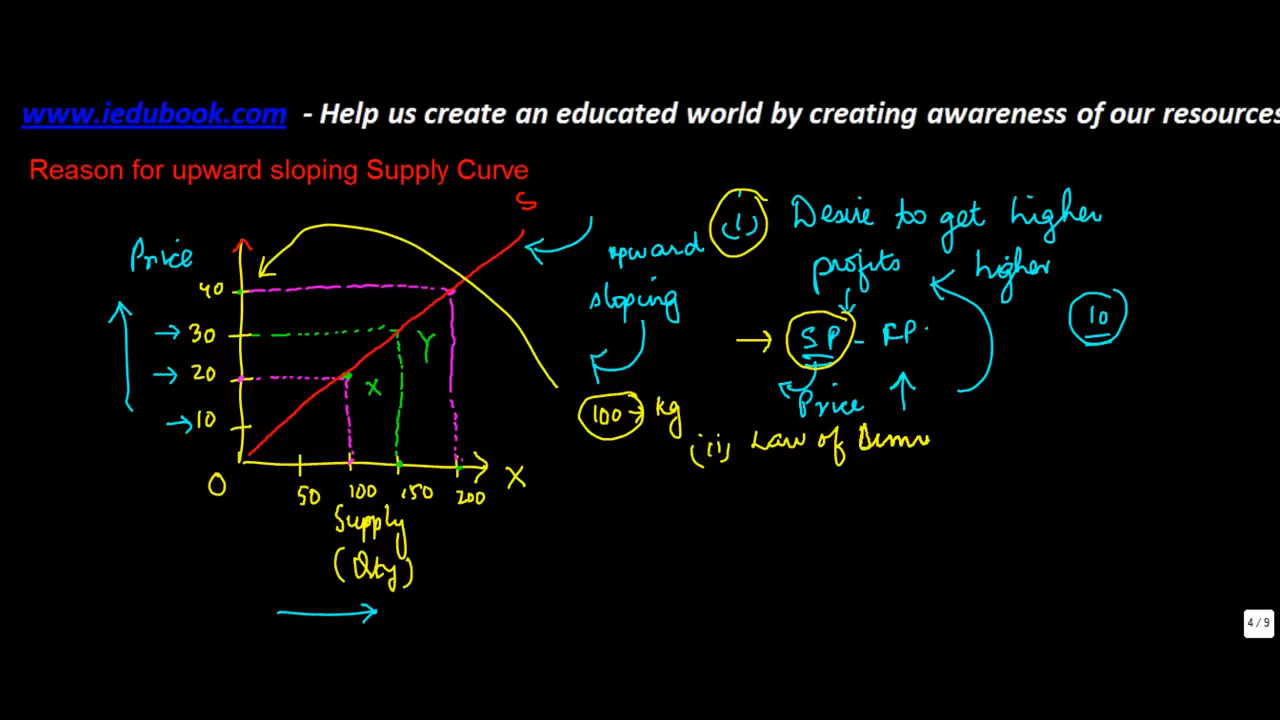 www.iedubook.com - Help us create an educated world by creating awareness of our resources
Reason for upward sloping Supply Curve
S
Price
40
30
20
10
O
50 100 150 200 X
Supply
(Qty)
X
Y
upward
sloping
100 → kg
(i) Desire to get higher
profits higher
10
SP -
Price
(ii) Law of
4 / 9